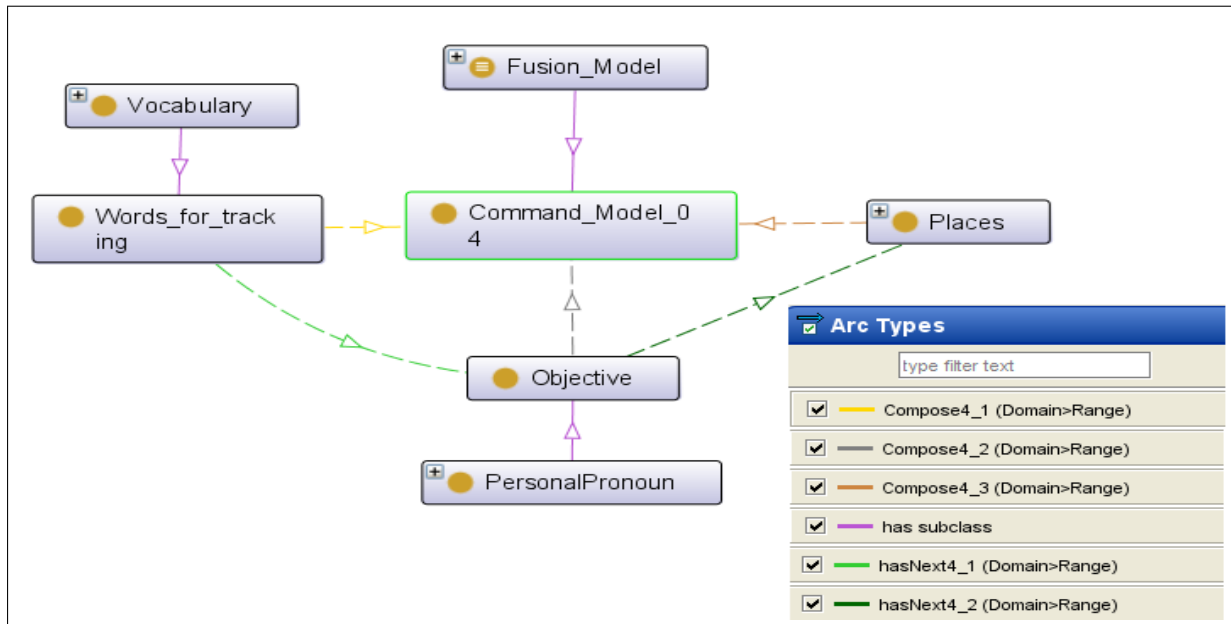 Fusion_Model
Vocabulary
Words_for_track
ing
Command_Model_0
4
Places
Objective
PersonalPronoun
Arc Types
type filter text
Compose4_1 (Domain>Range)
Compose4_2 (Domain>Range)
Compose4_3 (Domain>Range)
has subclass
hasNext4_1 (Domain>Range)
hasNext4_2 (Domain>Range)